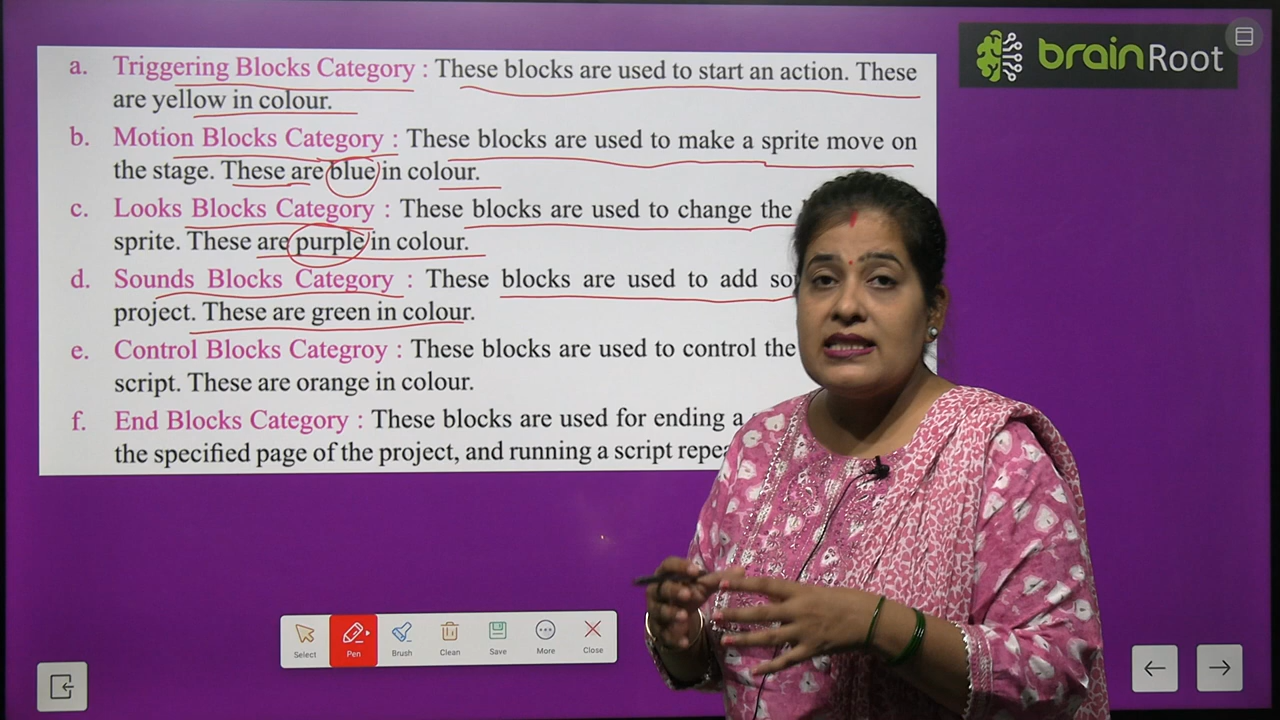 a. Triggering Blocks Category : These blocks are used to start an action. These
are yellow in colour.
b. Motion Blocks Category : These blocks are used to make a sprite move on
the stage. These are blue in colour.
c. Looks Blocks Category : These blocks are used to change the
sprite. These are purple in colour.
d. Sounds Blocks Category : These blocks are used to add
project. These are green in colour.
e. Control Blocks Categroy : These blocks are used to control the
script. These are orange in colour.
f. End Blocks Category : These blocks are used for ending a
the specified page of the project, and running a script
brainRoot
Select
Pen
Brush
Clean
Save
More
Close